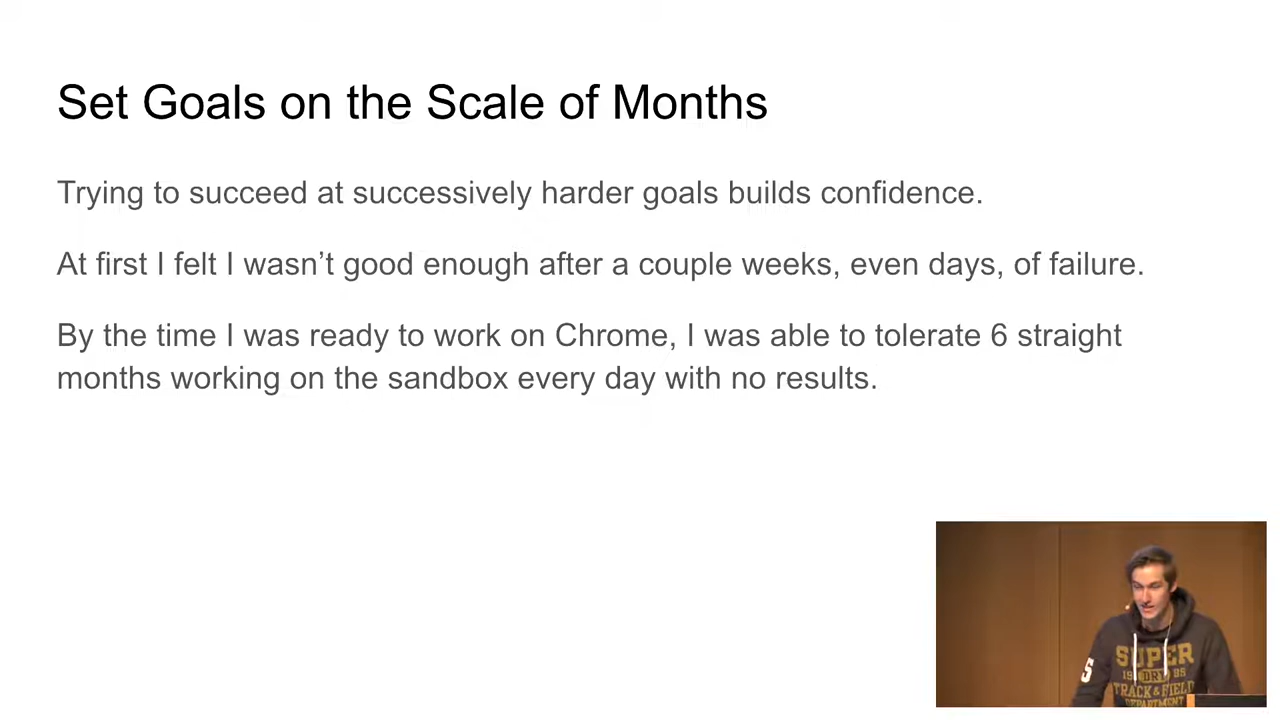 Set Goals on the Scale of Months
Trying to succeed at successively harder goals builds confidence.
At first I felt I wasn’t good enough after a couple weeks, even days, of failure.
By the time I was ready to work on Chrome, I was able to tolerate 6 straight
months working on the sandbox every day with no results.
S
SUPER
DRY
TRACK & FIELD
DEPARTMENT